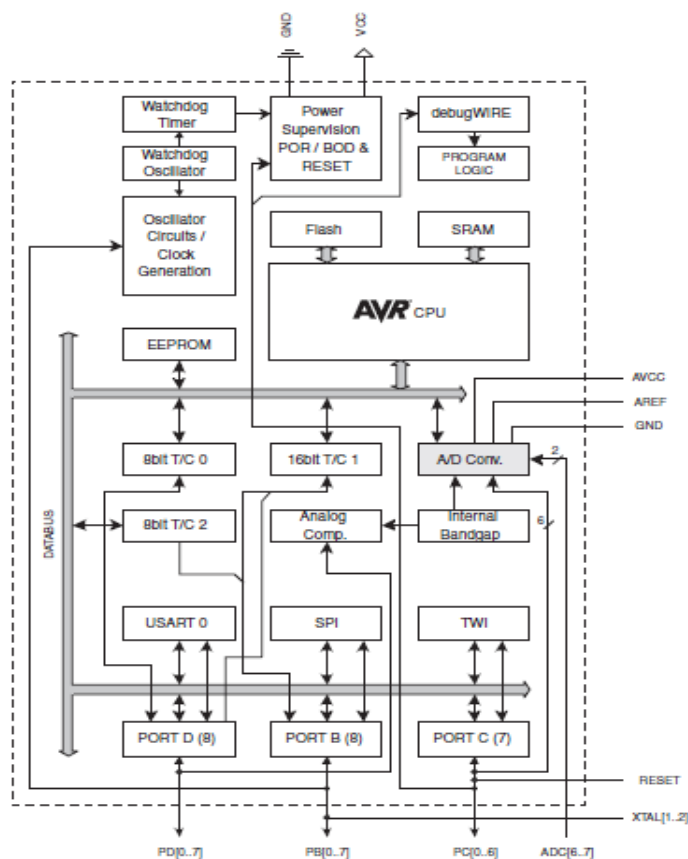 GND
VCC
Watchdog
Timer
Power
Supervision
POR / BOD &
RESET
debugWIRE
Watchdog
Oscillator
PROGRAM
LOGIC
Oscillator
Circuits /
Clock
Generation
Flash
SRAM
AVR CPU
EEPROM
AVCC
AREF
GND
8bit T/C 0
16bit T/C 1
A/D Conv.
2
DATABUS
8bit T/C 2
Analog
Comp.
Internal
Bandgap
6
USART 0
SPI
TWI
PORT D (8)
PORT B (8)
PORT C (7)
RESET
XTAL[1..2]
PD[0..7]
PB[0..7]
PC[0..6]
ADC[6..7]